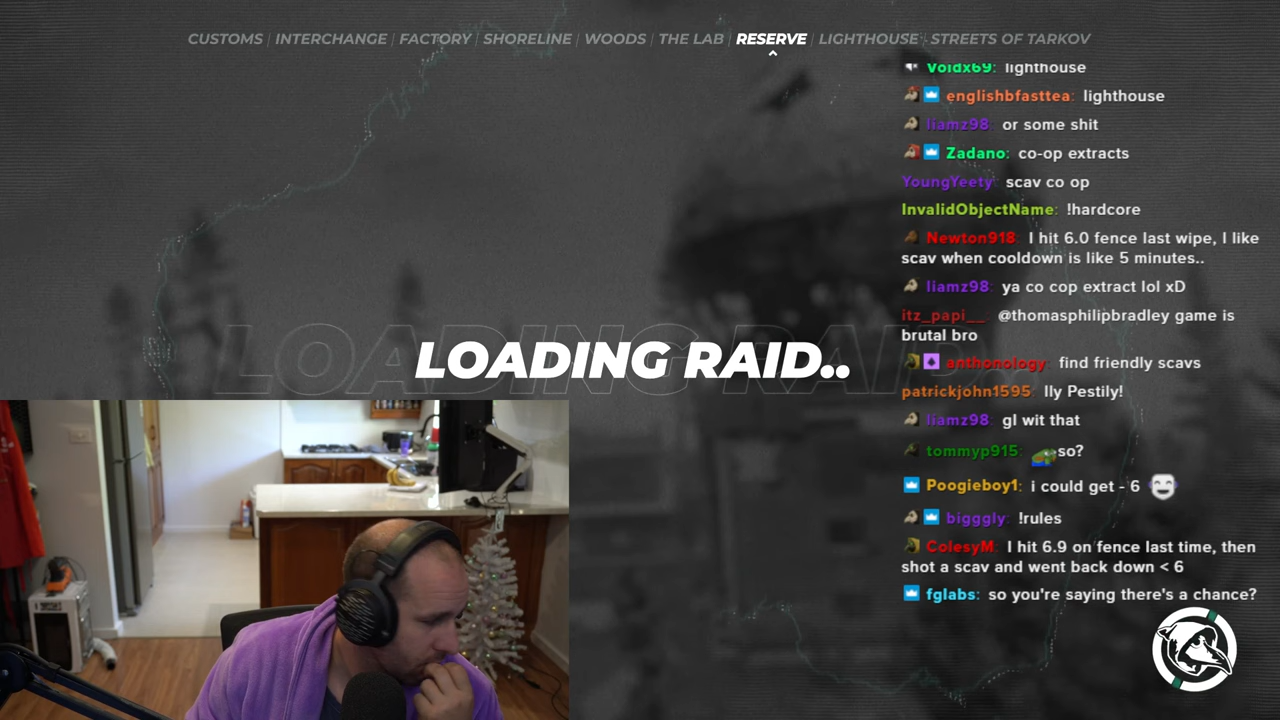 CUSTOMS | INTERCHANGE | FACTORY | SHORELINE | WOODS | THE LAB | RESERVE | LIGHTHOUSE | STREETS OF TARKOV
Voidx69: lighthouse
englishbfasttea: lighthouse
liamz98: or some shit
Zadano: co-op extracts
YoungYeety: scav co op
InvalidObjectName: !hardcore
Newton918: I hit 6.0 fence last wipe, I like
scav when cooldown is like 5 minutes..
liamz98: ya co cop extract lol xD
itz_papi__: @thomasphilipbradley game is
brutal bro
LOADING RAID
LOADING RAID..
anthonology: find friendly scavs
patrickjohn1595: Ily Pestily!
liamz98: gl wit that
tommyp915: so?
Poogieboy1: i could get - 6
bigggly: !rules
ColesyM: I hit 6.9 on fence last time, then
shot a scav and went back down < 6
fglabs: so you're saying there's a chance?